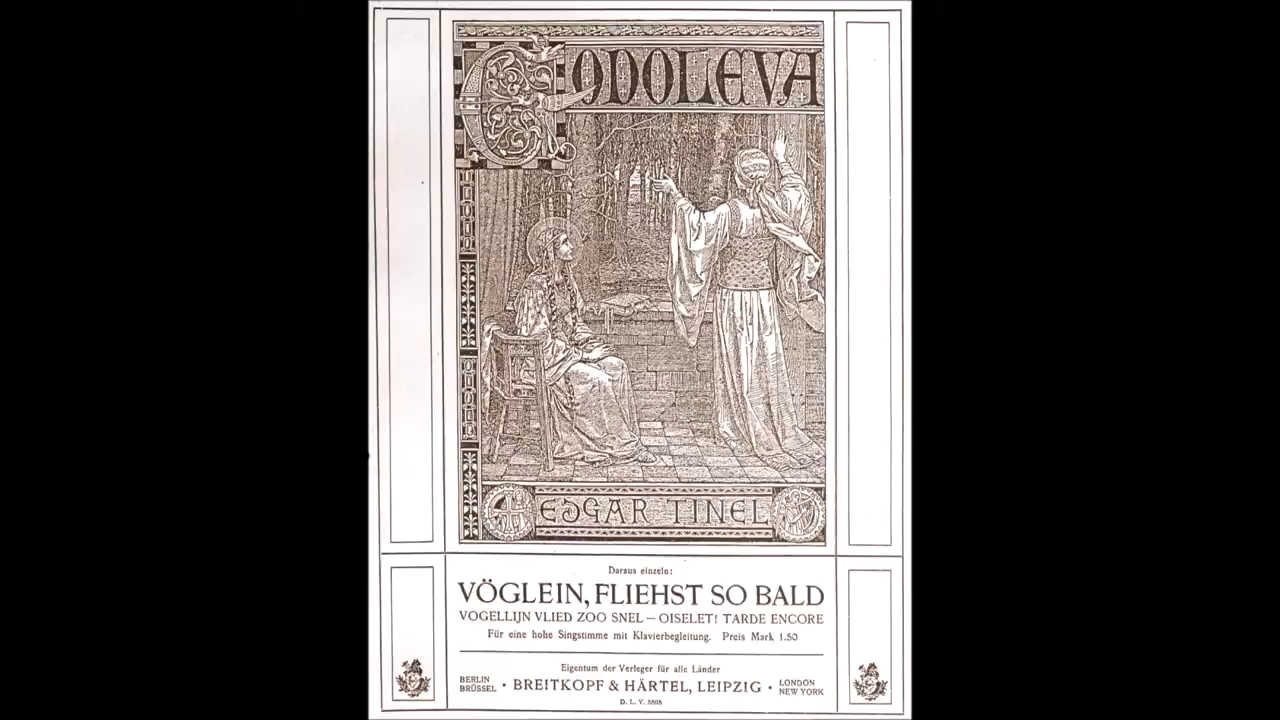 GODOLEVA
EDGAR TINEL
Daraus einzeln:
VÖGLEIN, FLIEHST SO BALD
VOGELLIJN VLIED ZOO SNEL – OISELET! TARDE ENCORE
Für eine hohe Singstimme mit Klavierbegleitung. Preis Mark 1.50
Eigentum der Verleger für alle Länder
BERLIN
BRÜSSEL
· BREITKOPF & HÄRTEL, LEIPZIG ·
LONDON
NEW YORK